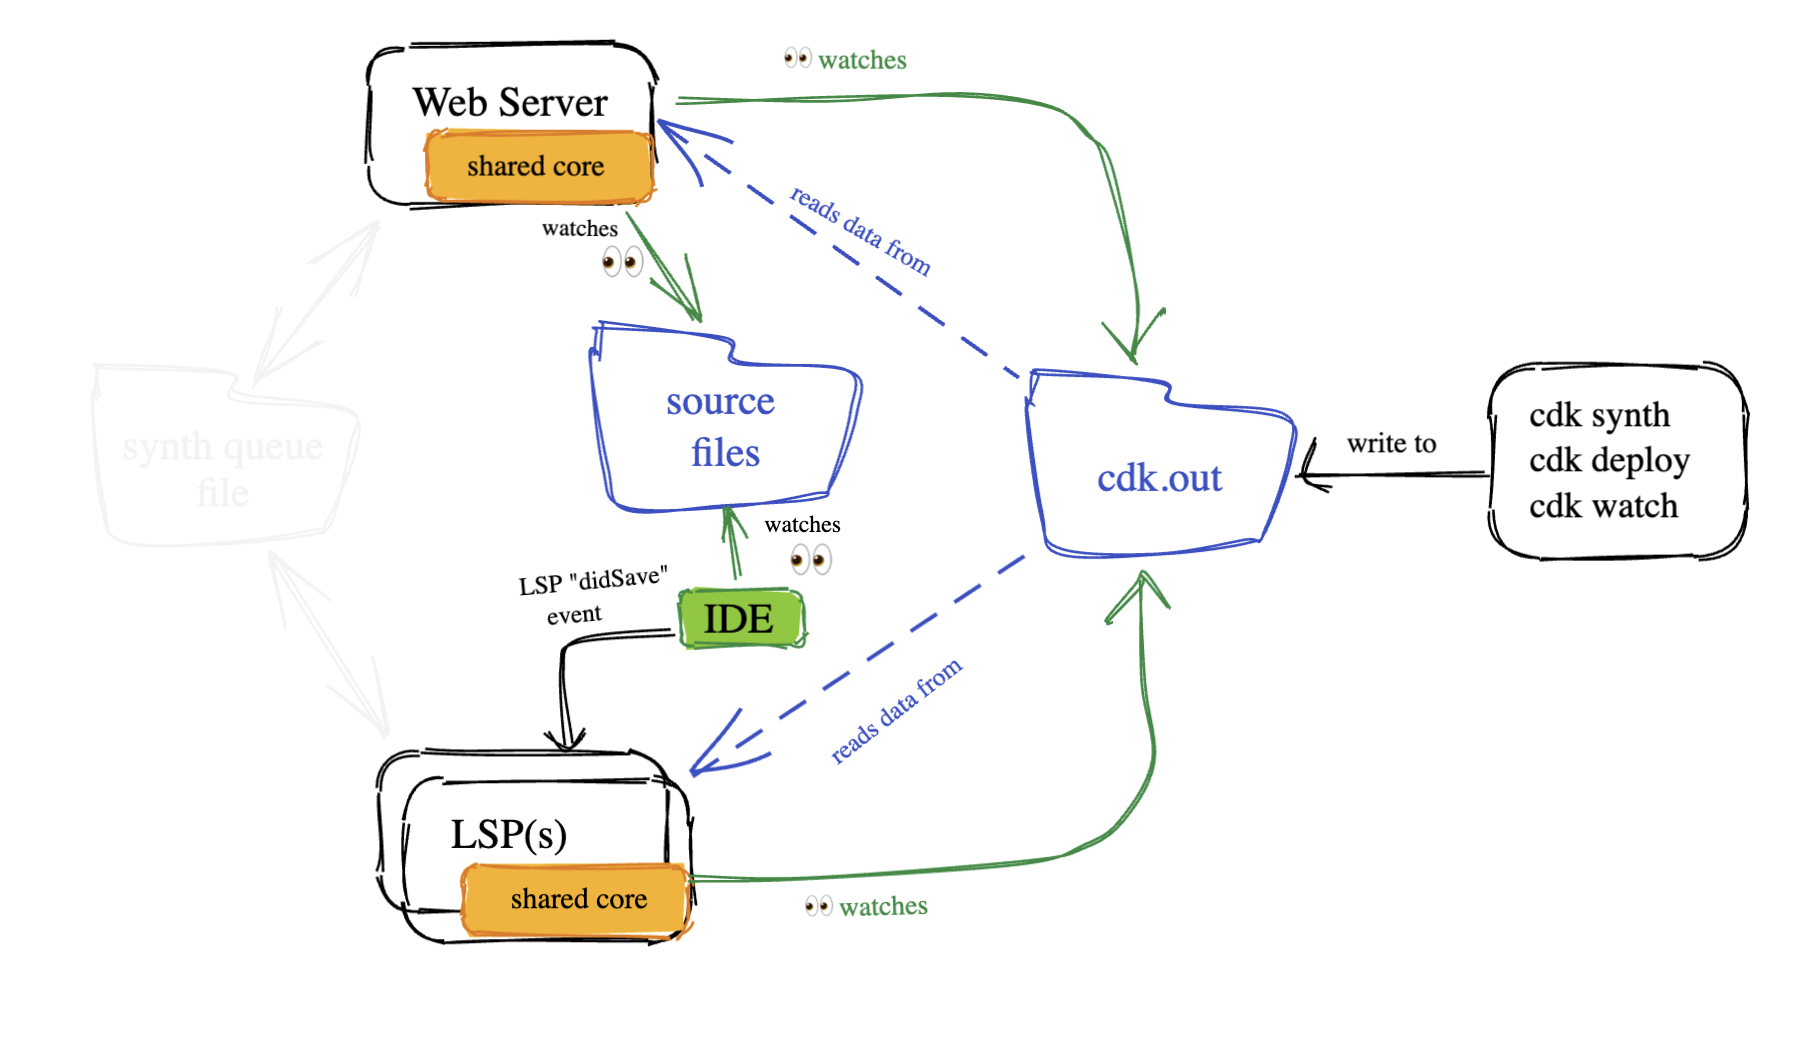 👀 watches
Web Server
shared core
watches
👀
reads data from
source
files
synth queue
file
cdk.out
write to
cdk synth
cdk deploy
cdk watch
watches
👀
LSP "didSave"
event
IDE
reads data from
LSP(s)
shared core
👀 watches